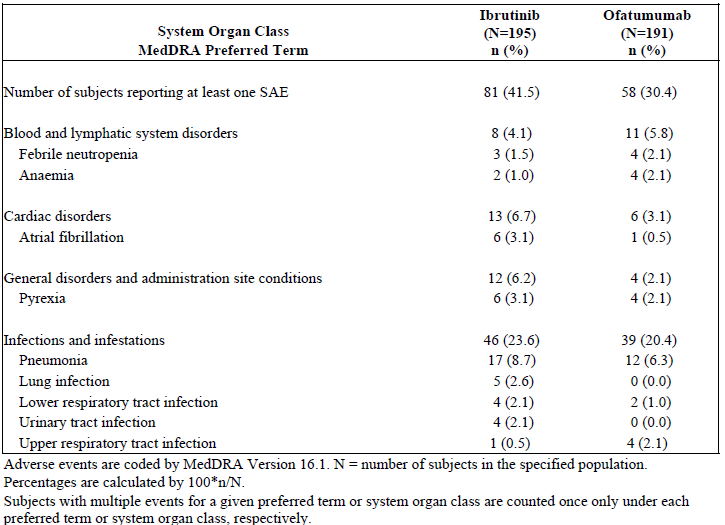 System Organ Class
MedDRA Preferred Term
Ibrutinib
(N=195)
n (%)
Ofatumumab
(N=191)
n (%)
Number of subjects reporting at least one SAE 81 (41.5) 58 (30.4)
Blood and lymphatic system disorders 8 (4.1) 11 (5.8)
Febrile neutropenia 3 (1.5) 4 (2.1)
Anaemia 2 (1.0) 4 (2.1)
Cardiac disorders 13 (6.7) 6 (3.1)
Atrial fibrillation 6 (3.1) 1 (0.5)
General disorders and administration site conditions 12 (6.2) 4 (2.1)
Pyrexia 6 (3.1) 4 (2.1)
Infections and infestations 46 (23.6) 39 (20.4)
Pneumonia 17 (8.7) 12 (6.3)
Lung infection 5 (2.6) 0 (0.0)
Lower respiratory tract infection 4 (2.1) 2 (1.0)
Urinary tract infection 4 (2.1) 0 (0.0)
Upper respiratory tract infection 1 (0.5) 4 (2.1)
Adverse events are coded by MedDRA Version 16.1. N = number of subjects in the specified population.
Percentages are calculated by 100*n/N.
Subjects with multiple events for a given preferred term or system organ class are counted once only under each
preferred term or system organ class, respectively.